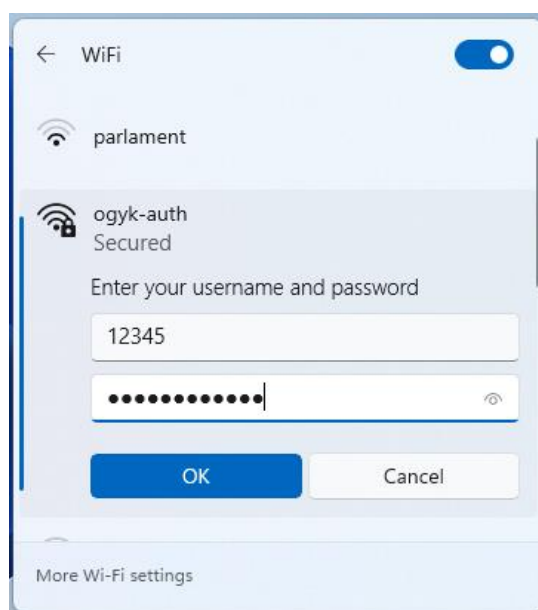 WiFi
parlament
ogyk-auth
Secured
Enter your username and password
12345
●●●●●●●●●●●●
OK
Cancel
More Wi-Fi settings